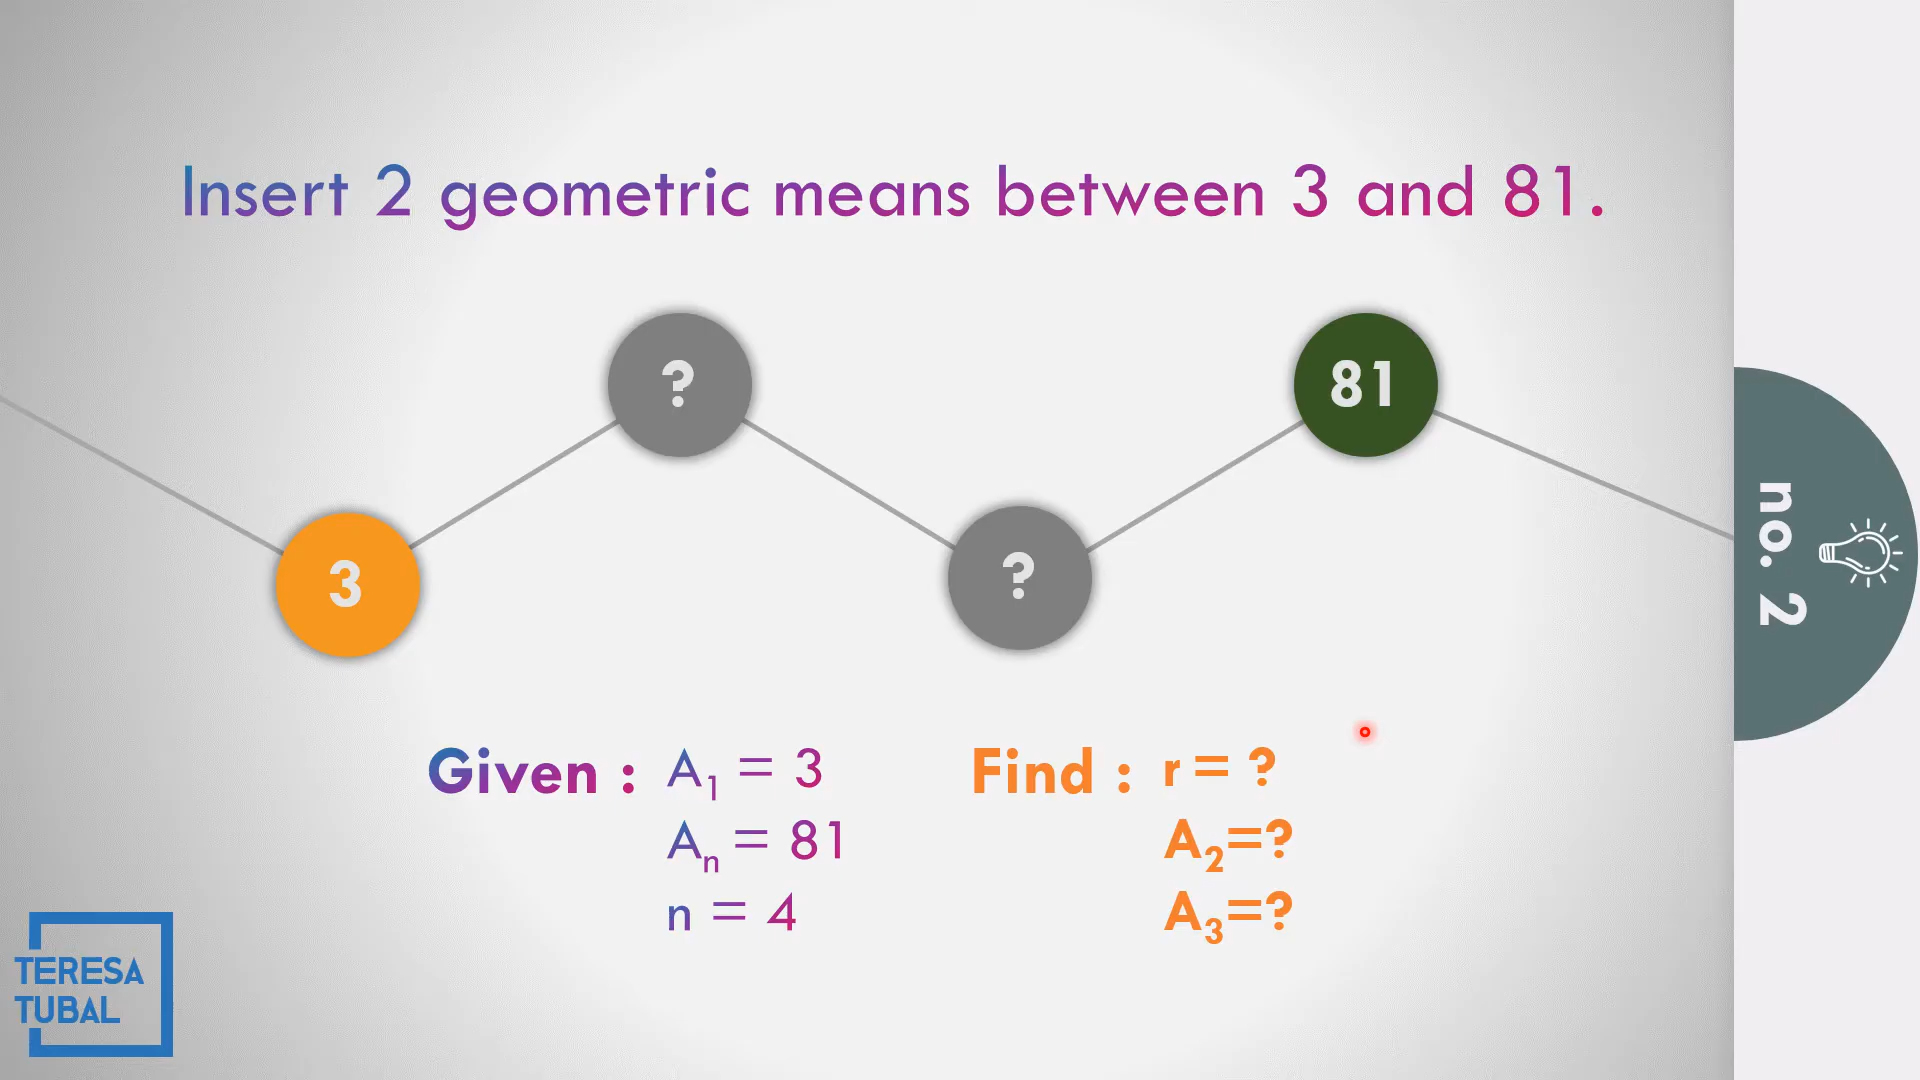 Insert 2 geometric means between 3 and 81.
?
81
3
?
no. 2
Given : A₁ = 3
Aₙ = 81
n = 4
Find : r = ?
A₂=?
A₃=?
TERESA
TUBAL